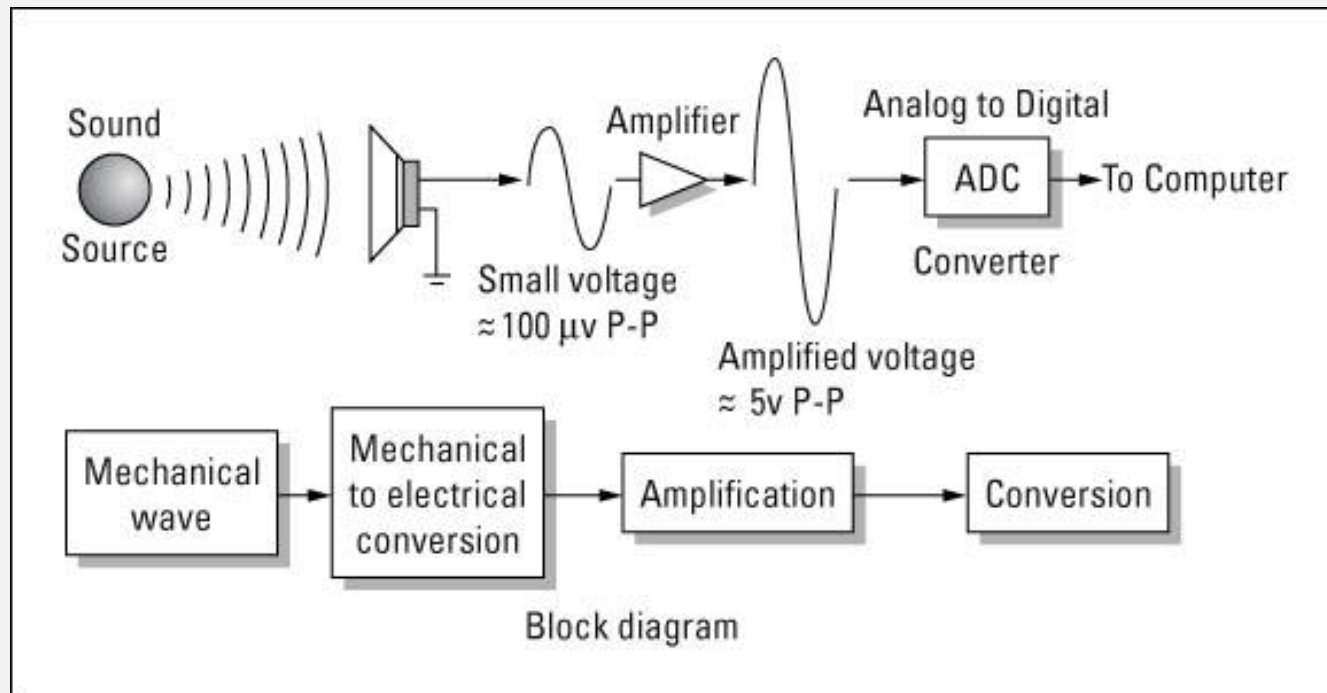 Sound
Source
Small voltage
≈ 100 μv P-P
Amplifier
Amplified voltage
≈ 5v P-P
Analog to Digital
ADC
Converter
To Computer
Mechanical
wave
Mechanical
to electrical
conversion
Amplification
Conversion
Block diagram